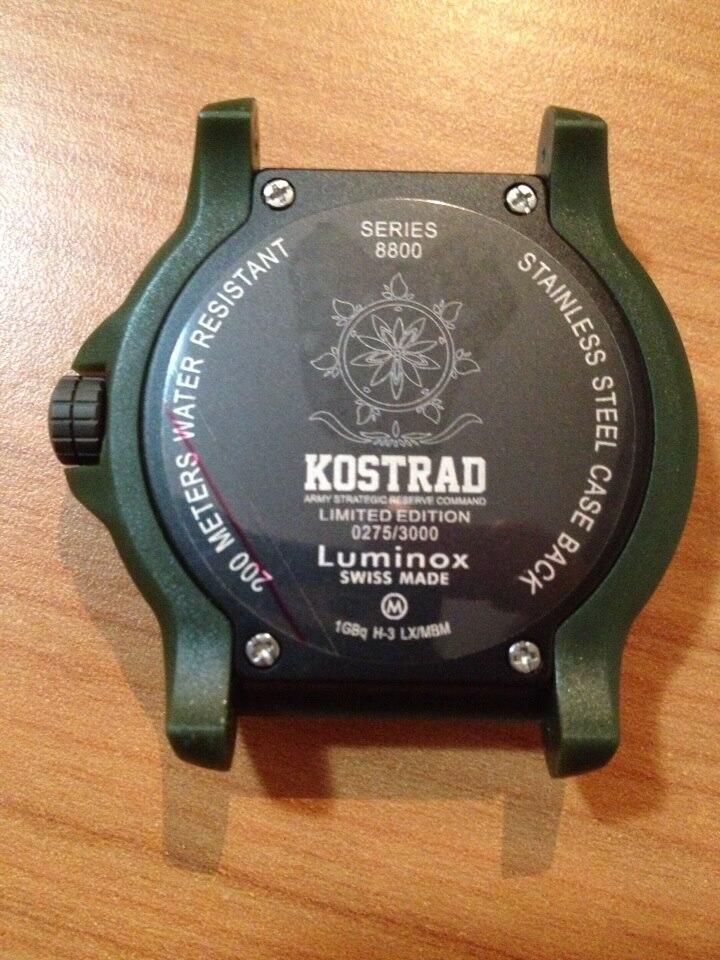 SERIES
8800
200 METERS WATER RESISTANT
STAINLESS STEEL CASE BACK
KOSTRAD
ARMY STRATEGIC RESERVE COMMAND
LIMITED EDITION
0275/3000
Luminox
SWISS MADE
M
1GBq H-3 LX/MBM